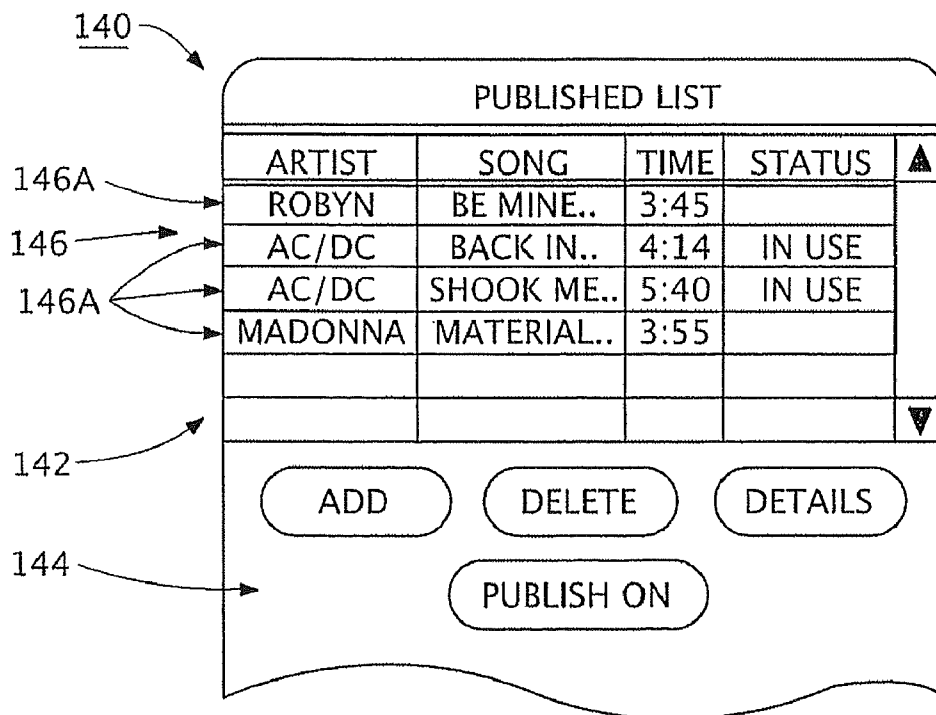 140
PUBLISHED LIST
ARTIST SONG TIME STATUS
146A ROBYN BE MINE.. 3:45
146 AC/DC BACK IN.. 4:14 IN USE
146A AC/DC SHOOK ME.. 5:40 IN USE
MADONNA MATERIAL.. 3:55
142
ADD DELETE DETAILS
144 PUBLISH ON